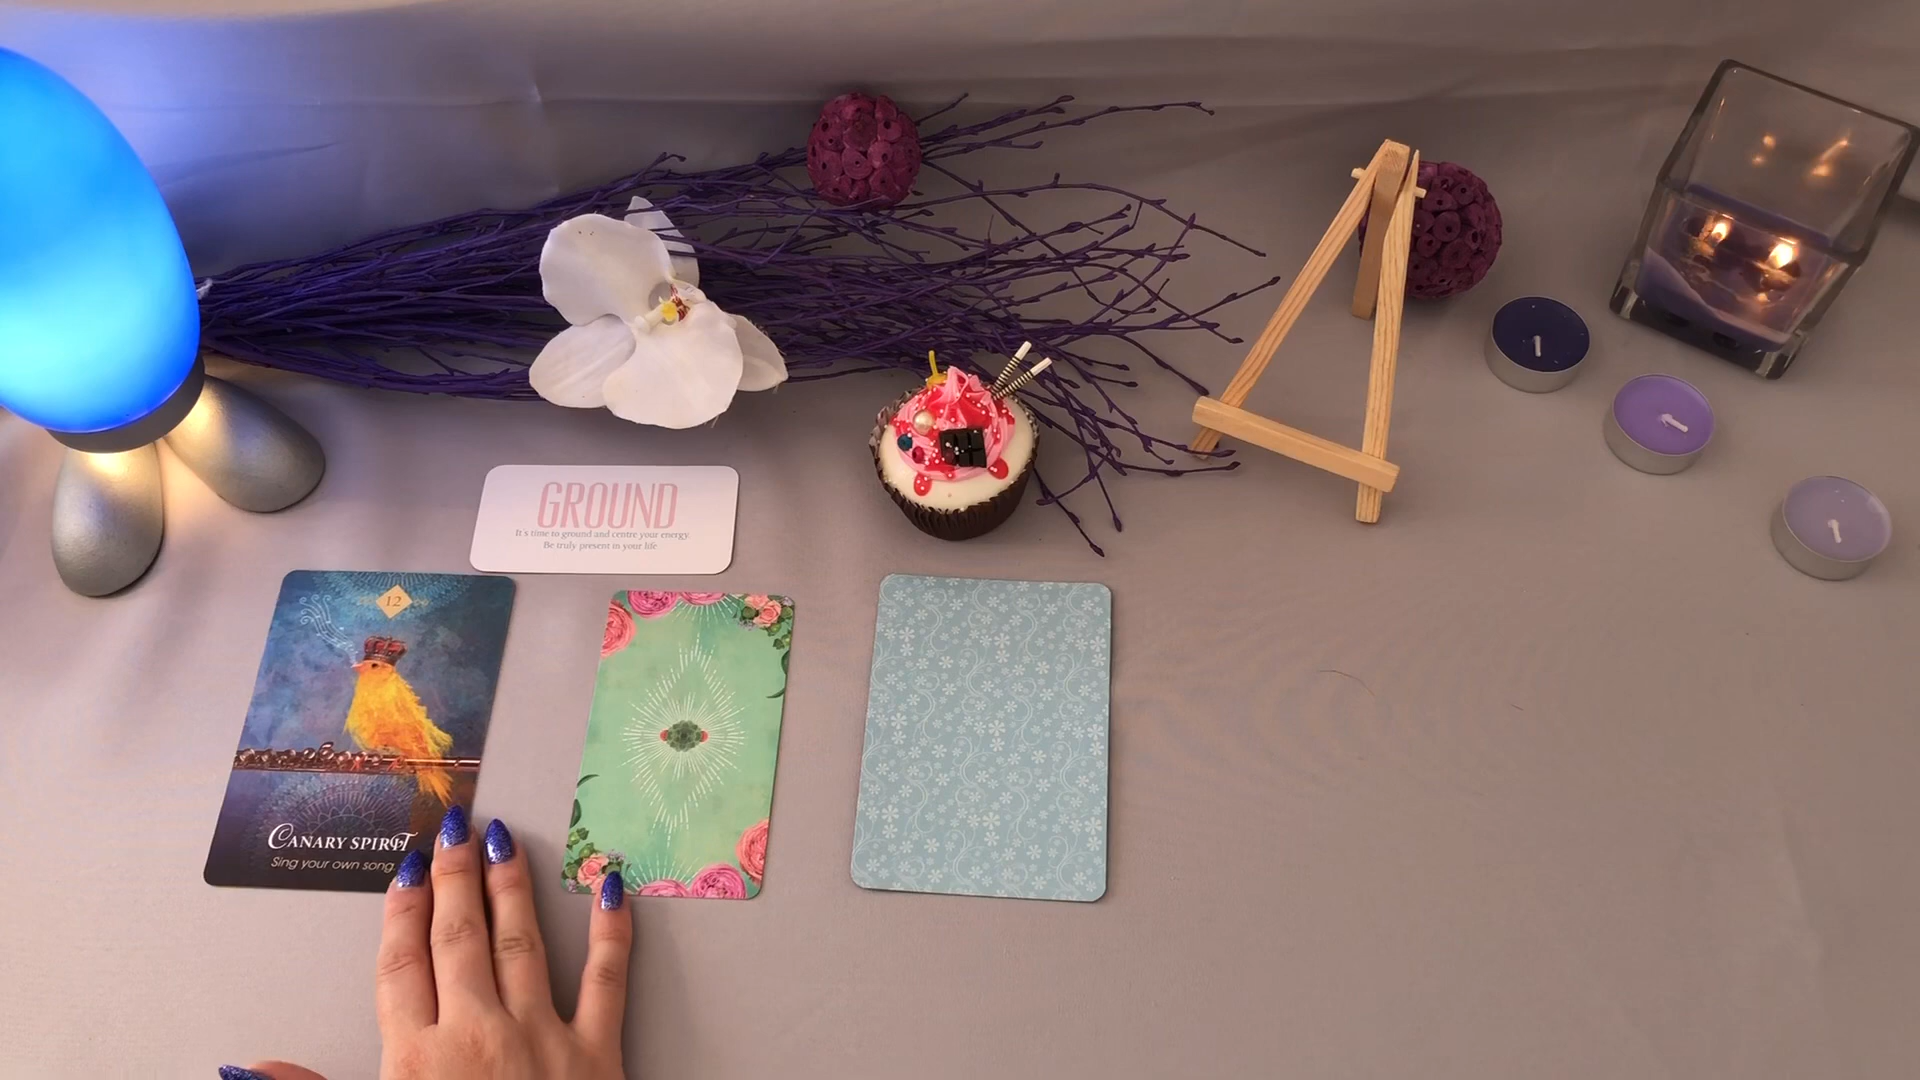 GROUND
It's time to ground and centre your energy.
Be truly present in your life
12
CANARY SPIRIT
Sing your own song.